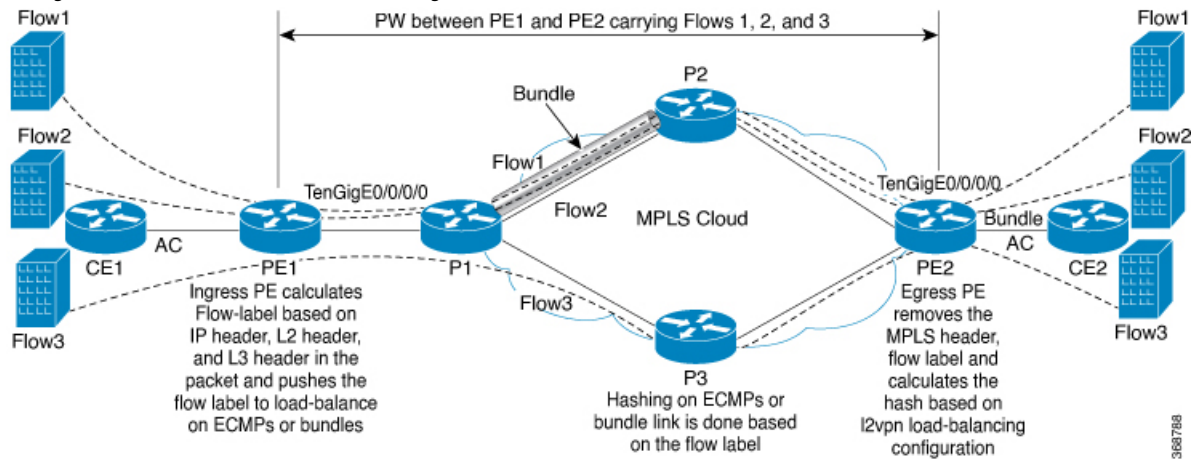 PW between PE1 and PE2 carrying Flows 1, 2, and 3
Flow1
Flow1
P2
Bundle
Flow2
Flow2
Flow1
TenGigE0/0/0/0
TenGigE0/0/0/0
Flow2
MPLS Cloud
Bundle
AC
AC
CE1
PE1
P1
PE2
CE2
Flow3
Flow3
Flow3
Ingress PE calculates
Flow-label based on
IP header, L2 header,
and L3 header in the
packet and pushes the
flow label to load-balance
on ECMPs or bundles
P3
Hashing on ECMPs or
bundle link is done based
on the flow label
Egress PE
removes the
MPLS header,
flow label and
calculates the
hash based on
l2vpn load-balancing
configuration
368788